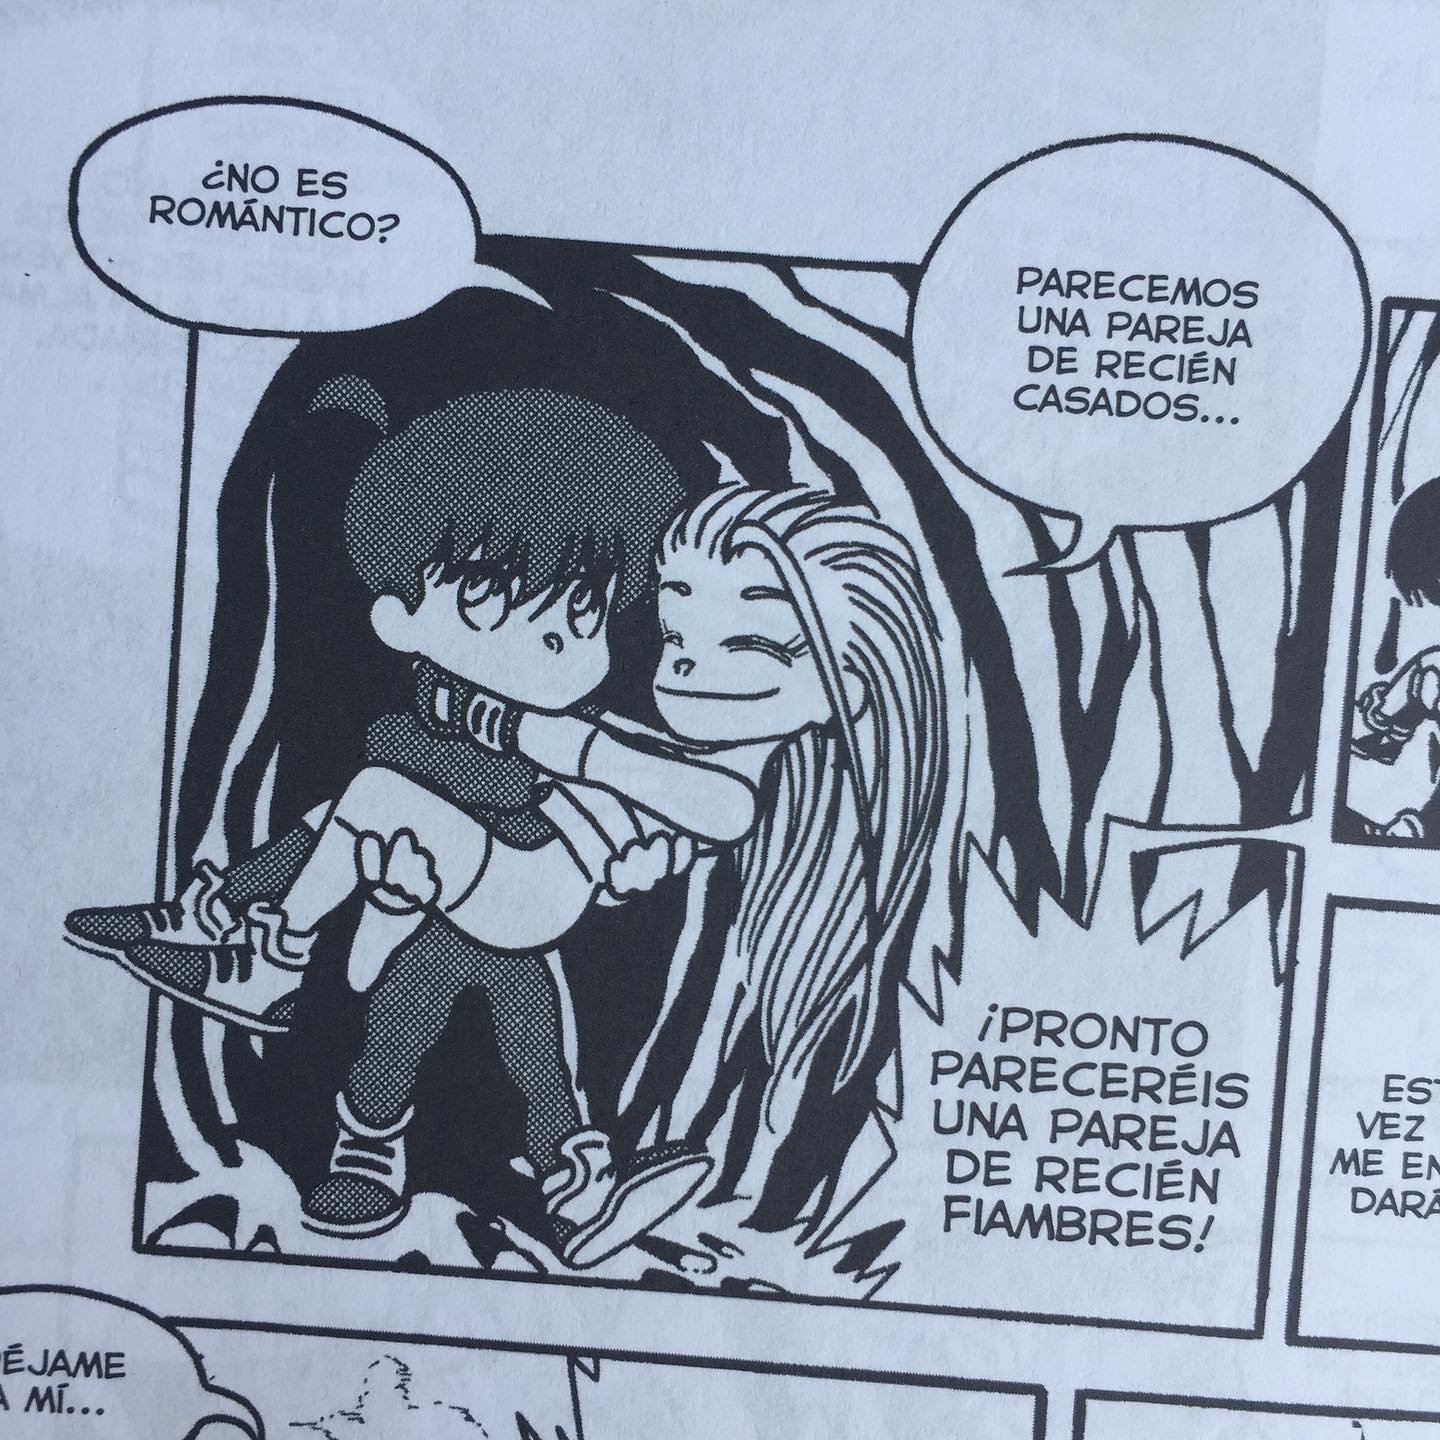 ¿NO ES
ROMÁNTICO?
PARECEMOS
UNA PAREJA
DE RECIÉN
CASADOS...
¡PRONTO
PARECERÉIS
UNA PAREJA
DE RECIÉN
FIAMBRES!
VEZ
ME
MÍ...